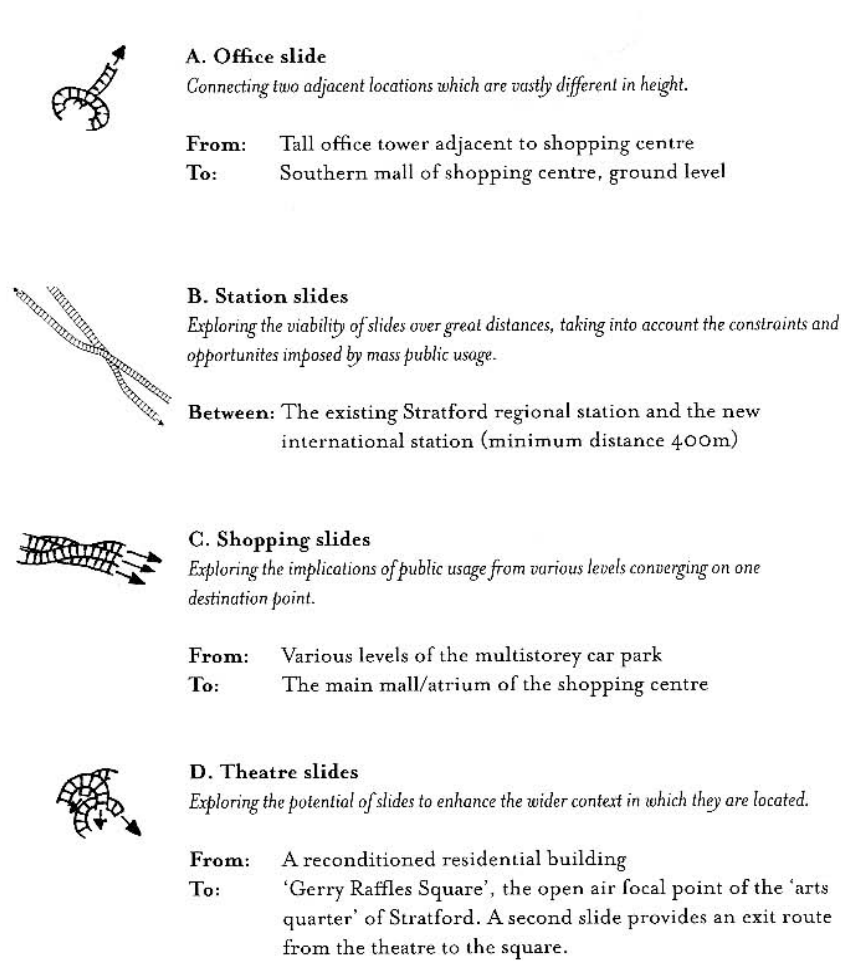 A. Office slide
Connecting two adjacent locations which are vastly different in height.
From: Tall office tower adjacent to shopping centre
To: Southern mall of shopping centre, ground level
B. Station slides
Exploring the viability of slides over great distances, taking into account the constraints and
opportunites imposed by mass public usage.
Between: The existing Stratford regional station and the new
international station (minimum distance 400m)
C. Shopping slides
Exploring the implications of public usage from various levels converging on one
destination point.
From: Various levels of the multistorey car park
To: The main mall/atrium of the shopping centre
D. Theatre slides
Exploring the potential of slides to enhance the wider context in which they are located.
From: A reconditioned residential building
To: ‘Gerry Raffles Square’, the open air focal point of the ‘arts
quarter’ of Stratford. A second slide provides an exit route
from the theatre to the square.